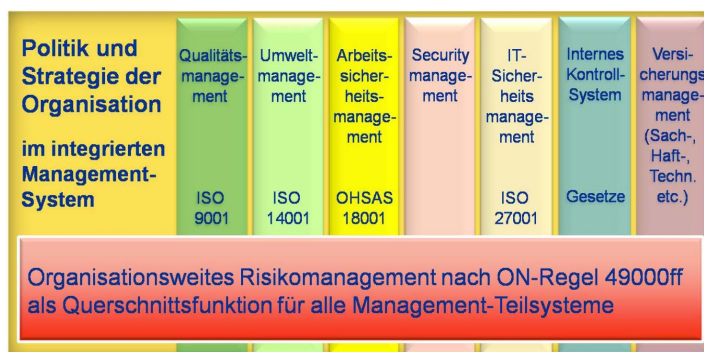 Politik und
Strategie der
Organisation
im integrierten
Management-
System
Qualitäts-
manage-
ment
ISO
9001
Umwelt-
manage-
ment
ISO
14001
Arbeits-
sicher-
heits-
manage-
ment
OHSAS
18001
Security
manage-
ment
IT-
Sicher-
heits
manage-
ment
ISO
27001
Internes
Kontroll-
System
Gesetze
Versi-
cherungs
manage-
ment
(Sach-,
Haft-,
Techn.
etc.)
Organisationsweites Risikomanagement nach ON-Regel 49000ff
als Querschnittsfunktion für alle Management-Teilsysteme